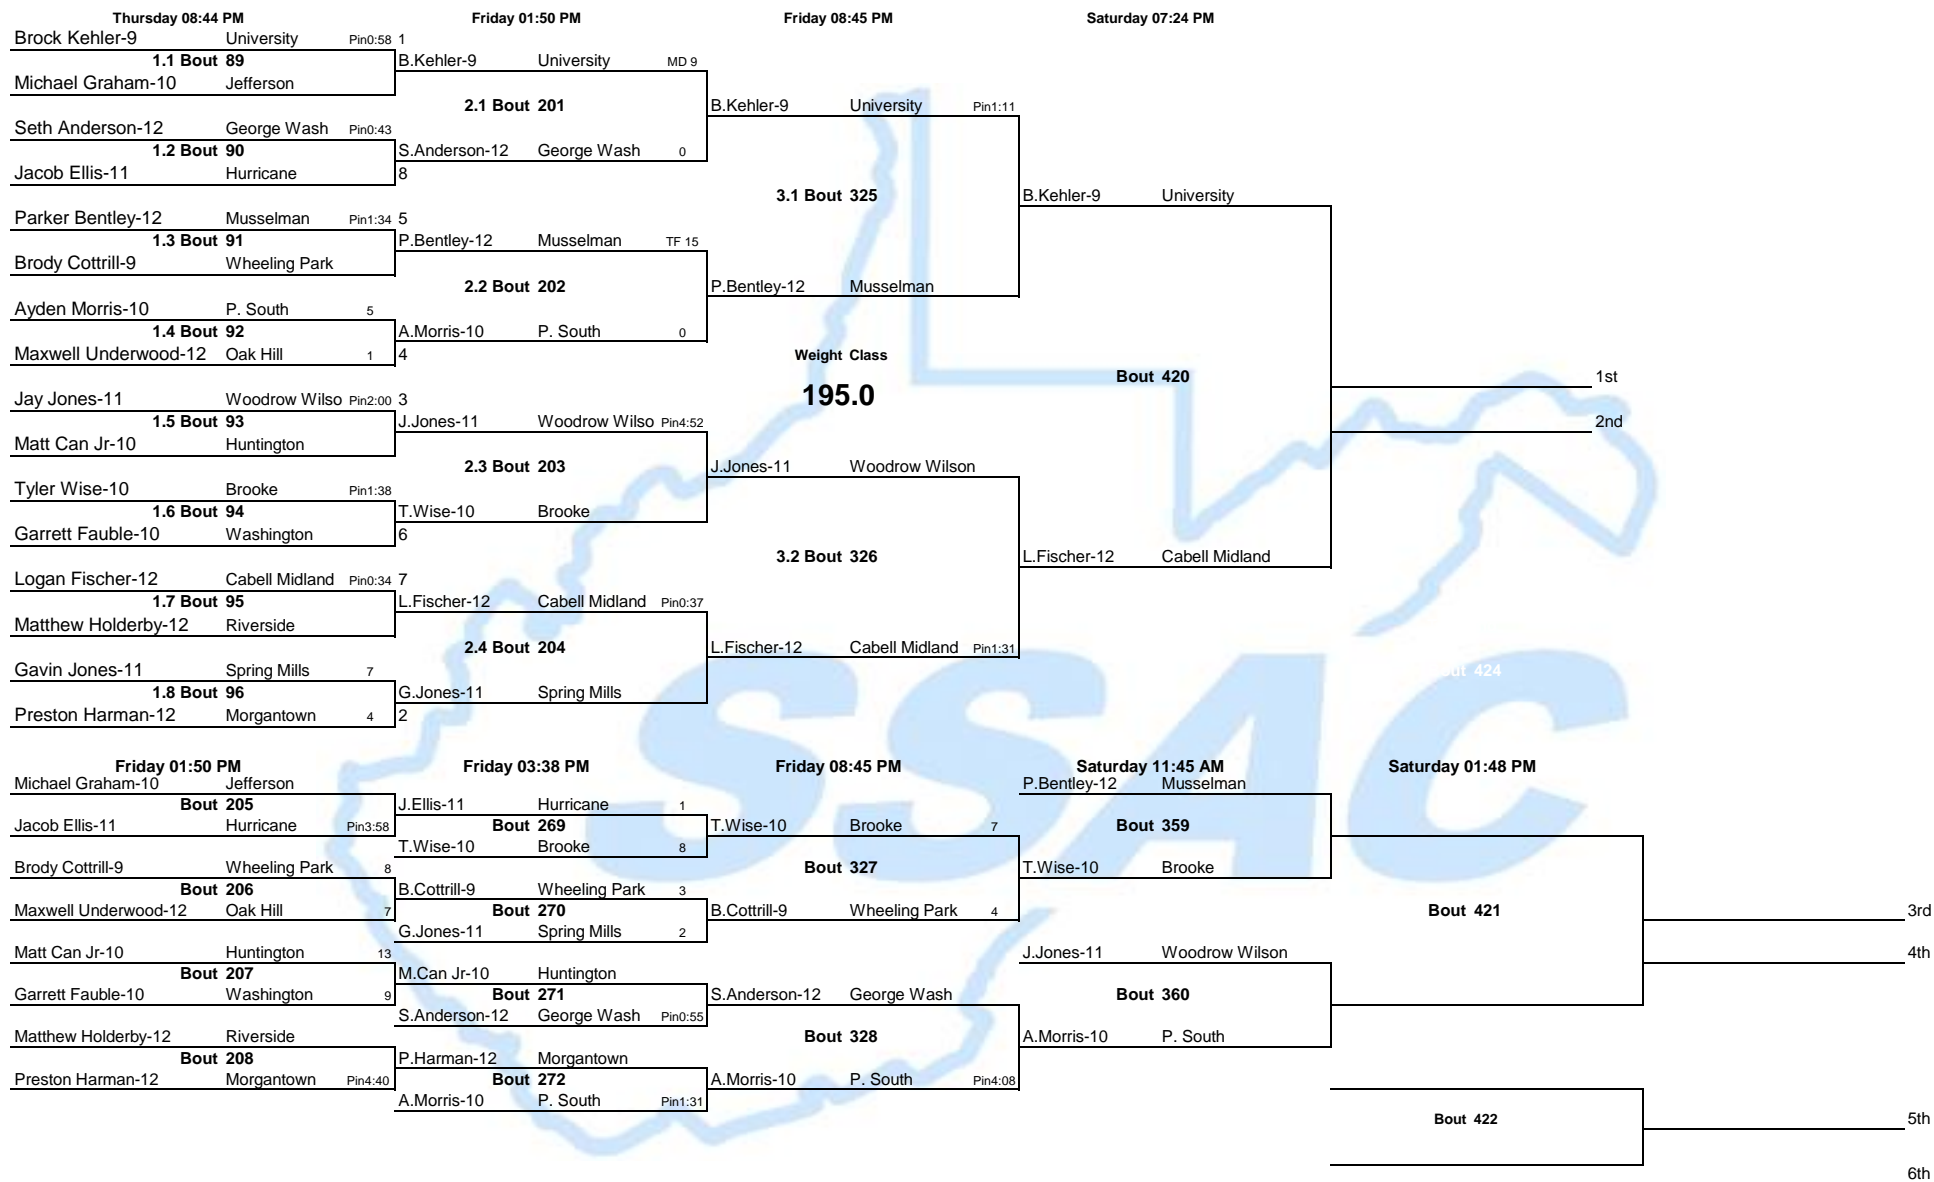 Thursday 08:44 PM Friday 01:50 PM Friday 08:45 PM Saturday 07:24 PM
Brock Kehler-9 University Pin0:58 1
1.1 Bout 89 B.Kehler-9 University MD 9
Michael Graham-10 Jefferson
2.1 Bout 201 B.Kehler-9 University Pin1:11
Seth Anderson-12 George Wash Pin0:43
1.2 Bout 90 S.Anderson-12 George Wash 0
Jacob Ellis-11 Hurricane 8
3.1 Bout 325 B.Kehler-9 University
Parker Bentley-12 Musselman Pin1:34 5
1.3 Bout 91 P.Bentley-12 Musselman TF 15
Brody Cottrill-9 Wheeling Park
2.2 Bout 202 P.Bentley-12 Musselman
Ayden Morris-10 P. South 5
1.4 Bout 92 A.Morris-10 P. South 0
Maxwell Underwood-12 Oak Hill 1 4 Weight Class
Bout 420 1st
Jay Jones-11 Woodrow Wilso Pin2:00 3 195.0
1.5 Bout 93 J.Jones-11 Woodrow Wilso Pin4:52 2nd
Matt Can Jr-10 Huntington
2.3 Bout 203 J.Jones-11 Woodrow Wilson
Tyler Wise-10 Brooke Pin1:38
1.6 Bout 94 T.Wise-10 Brooke
Garrett Fauble-10 Washington 6
3.2 Bout 326 L.Fischer-12 Cabell Midland
Logan Fischer-12 Cabell Midland Pin0:34 7
1.7 Bout 95 L.Fischer-12 Cabell Midland Pin0:37
Matthew Holderby-12 Riverside
2.4 Bout 204 L.Fischer-12 Cabell Midland Pin1:31
Gavin Jones-11 Spring Mills 7 424
1.8 Bout 96 G.Jones-11 Spring Mills
Preston Harman-12 Morgantown 4 2
SSAC
Friday 01:50 PM Friday 03:38 PM Friday 08:45 PM Saturday 11:45 AM Saturday 01:48 PM
Michael Graham-10 Jefferson P.Bentley-12 Musselman
Bout 205 J.Ellis-11 Hurricane 1
Jacob Ellis-11 Hurricane Pin3:58 Bout 269 T.Wise-10 Brooke 7 Bout 359
T.Wise-10 Brooke 8
Brody Cottrill-9 Wheeling Park 8 Bout 327 T.Wise-10 Brooke
Bout 206 B.Cottrill-9 Wheeling Park 3
Maxwell Underwood-12 Oak Hill 7 Bout 270 B.Cottrill-9 Wheeling Park 4 Bout 421 3rd
G.Jones-11 Spring Mills 2
Matt Can Jr-10 Huntington 13 J.Jones-11 Woodrow Wilson 4th
Bout 207 M.Can Jr-10 Huntington
Garrett Fauble-10 Washington 9 Bout 271 S.Anderson-12 George Wash Bout 360
S.Anderson-12 George Wash Pin0:55
Matthew Holderby-12 Riverside Bout 328 A.Morris-10 P. South
Bout 208 P.Harman-12 Morgantown
Preston Harman-12 Morgantown Pin4:40 Bout 272 A.Morris-10 P. South Pin4:08
A.Morris-10 P. South Pin1:31
Bout 422 5th
6th